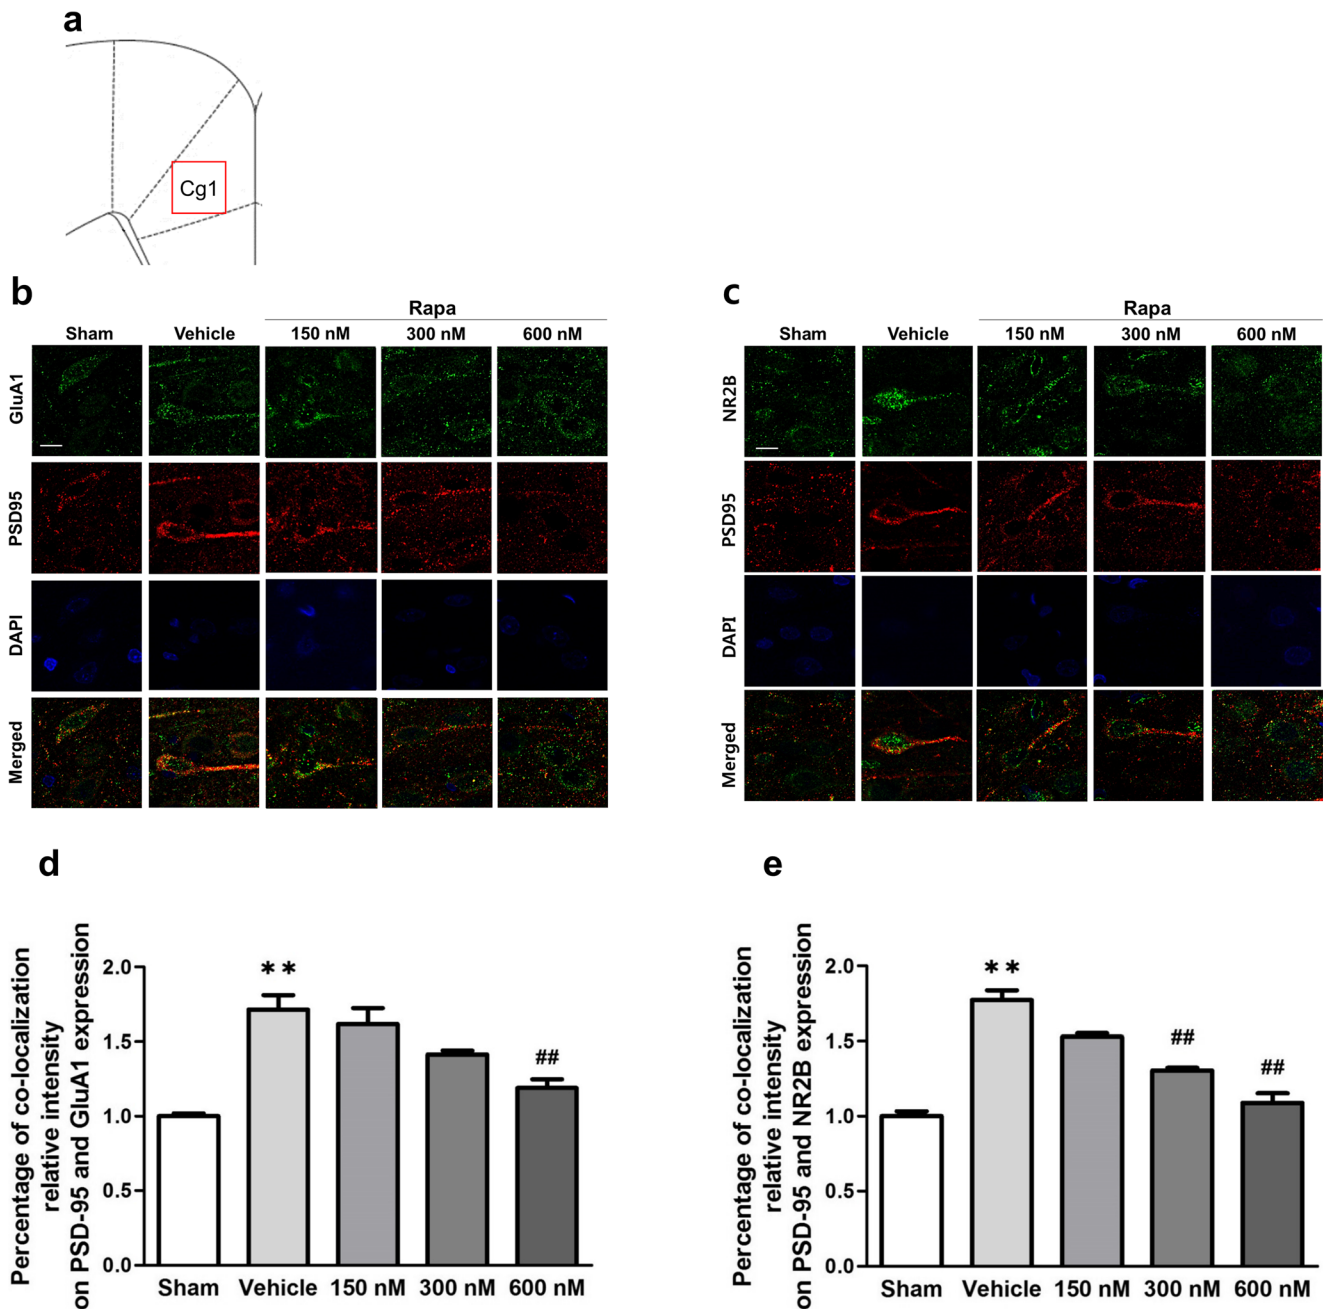 a
Cg1
b
Rapa
Sham Vehicle 150 nM 300 nM 600 nM
GluA1
PSD95
DAPI
Merged
c
Rapa
Sham Vehicle 150 nM 300 nM 600 nM
NR2B
PSD95
DAPI
Merged
d
Percentage of co-localization
relative intensity
on PSD-95 and GluA1 expression
2.0
1.5
1.0
0.5
0.0
**
##
Sham Vehicle 150 nM 300 nM 600 nM
e
Percentage of co-localization
relative intensity
on PSD-95 and NR2B expression
2.0
1.5
1.0
0.5
0.0
**
##
##
Sham Vehicle 150 nM 300 nM 600 nM